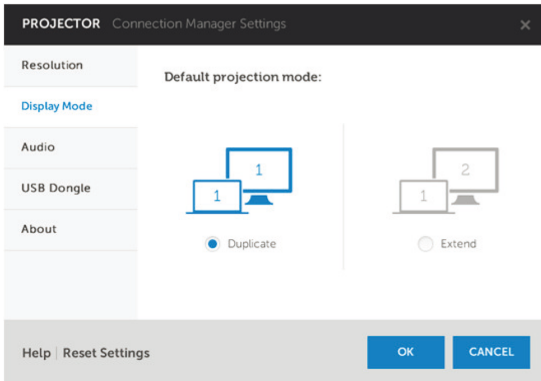 PROJECTOR Connection Manager Settings
Resolution
Default projection mode:
Display Mode
Audio
USB Dongle
About
1
1
2
1
Duplicate
Extend
Help | Reset Settings
OK
CANCEL